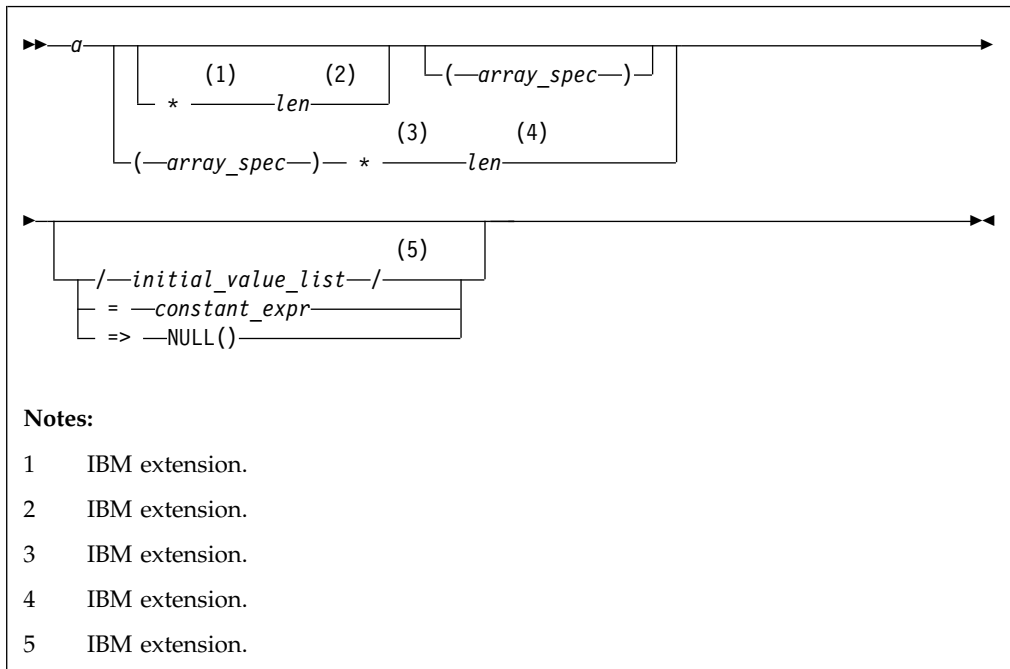 a
(1) (2) ( array_spec )
* len
(3) (4)
( array_spec ) * len
(5)
/ initial_value_list /
= constant_expr
=> NULL()
Notes:
1 IBM extension.
2 IBM extension.
3 IBM extension.
4 IBM extension.
5 IBM extension.